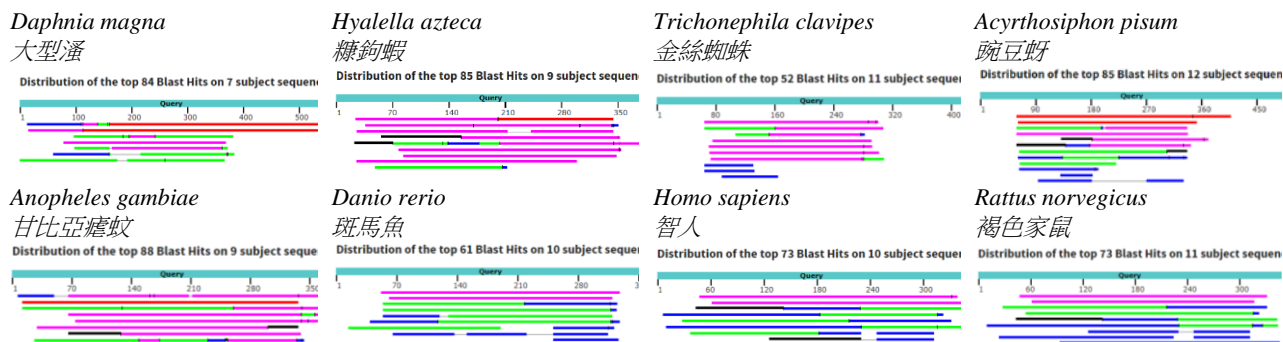 Daphnia magna
大型溞
Distribution of the top 84 Blast Hits on 7 subject sequen
Query
1 100 200 300 400 500
Hyalella azteca
糠鉤蝦
Distribution of the top 85 Blast Hits on 9 subject sequen
Query
1 70 140 210 280 350
Trichonephila clavipes
金絲蜘蛛
Distribution of the top 52 Blast Hits on 11 subject sequen
Query
1 80 160 240 320 400
Acyrthosiphon pisum
豌豆蚜
Distribution of the top 85 Blast Hits on 12 subject sequen
Query
1 90 180 270 360 450
Anopheles gambiae
甘比亞瘧蚊
Distribution of the top 88 Blast Hits on 9 subject sequen
Query
1 70 140 210 280 350
Danio rerio
斑馬魚
Distribution of the top 61 Blast Hits on 10 subject sequen
Query
1 70 140 210 280
Homo sapiens
智人
Distribution of the top 73 Blast Hits on 10 subject sequen
Query
1 60 120 180 240 300
Rattus norvegicus
褐色家鼠
Distribution of the top 73 Blast Hits on 11 subject sequen
Query
1 60 120 180 240 300